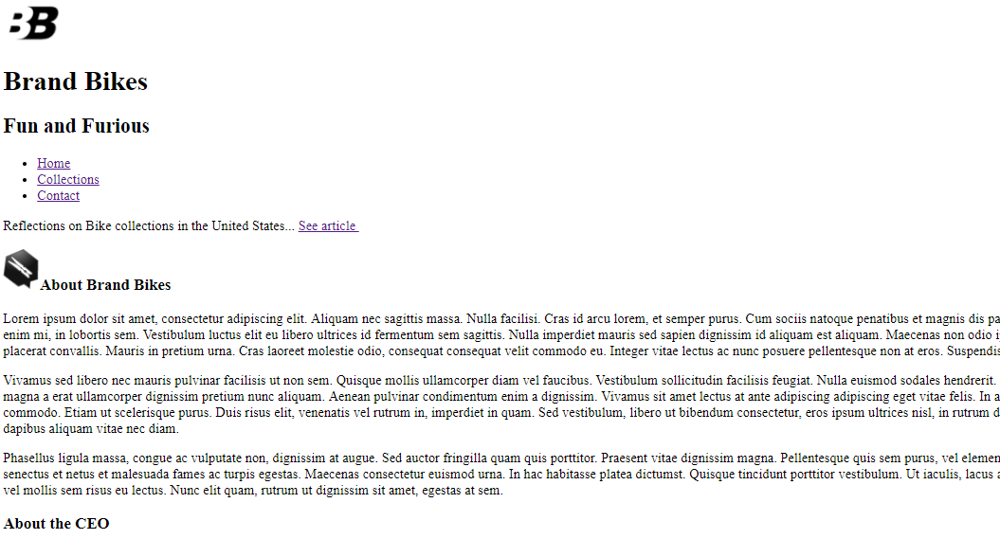 BB
Brand Bikes
Fun and Furious
Home
Collections
Contact
Reflections on Bike collections in the United States... See article
About Brand Bikes
Lorem ipsum dolor sit amet, consectetur adipiscing elit. Aliquam nec sagittis massa. Nulla facilisi. Cras id arcu lorem, et semper purus. Cum sociis natoque penatibus et magnis dis
enim mi, in lobortis sem. Vestibulum luctus elit eu libero ultrices id fermentum sem sagittis. Nulla imperdiet mauris sed sapien dignissim id aliquam est aliquam. Maecenas non odio
placerat convallis. Mauris in pretium urna. Cras laoreet molestie odio, consequat consequat velit commodo eu. Integer vitae lectus ac nunc posuere pellentesque non at eros.
Vivamus sed libero nec mauris pulvinar facilisis ut non sem. Quisque mollis ullamcorper diam vel faucibus. Vestibulum sollicitudin facilisis feugiat. Nulla euismod sodales hendrerit.
magna a erat ullamcorper dignissim pretium nunc aliquam. Aenean pulvinar condimentum enim a dignissim. Vivamus sit amet lectus at ante adipiscing adipiscing eget vitae felis. In
commodo. Etiam ut scelerisque purus. Duis risus elit, venenatis vel rutrum in, imperdiet in quam. Sed vestibulum, libero ut bibendum consectetur, eros ipsum ultrices nisl, in rutrum
dapibus aliquam vitae nec diam.
Phasellus ligula massa, congue ac vulputate non, dignissim at augue. Sed auctor fringilla quam quis porttitor. Praesent vitae dignissim magna. Pellentesque quis sem purus, vel
senectus et netus et malesuada fames ac turpis egestas. Maecenas consectetur euismod urna. In hac habitasse platea dictumst. Quisque tincidunt porttitor vestibulum. Ut iaculis, lacus
vel mollis sem risus eu lectus. Nunc elit quam, rutrum ut dignissim sit amet, egestas at sem.
About the CEO